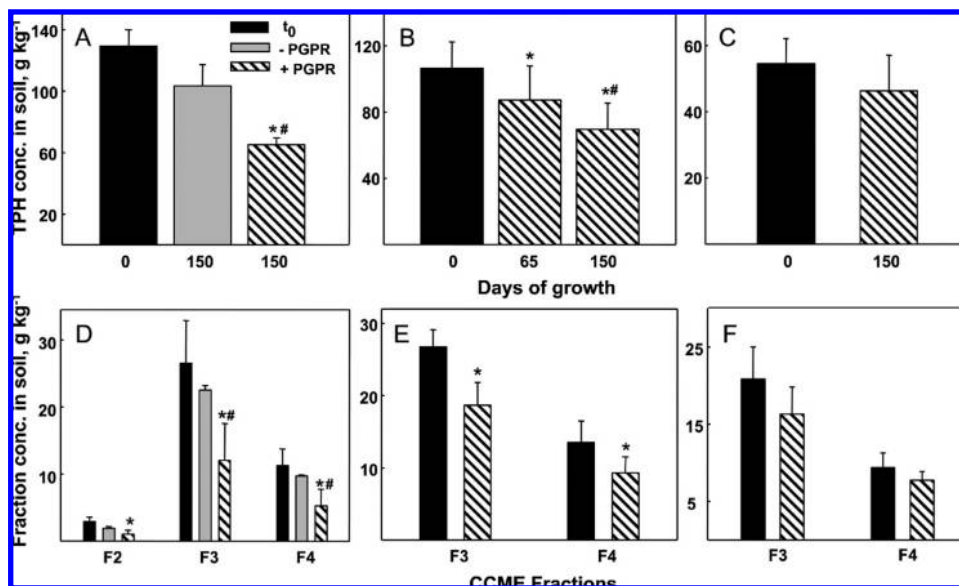 TPH conc. in soil, g kg⁻¹
A
t₀
- PGPR
+ PGPR
140
100
60
20
*#
0 150 150
B
120
80
40
*
*#
0 65 150
Days of growth
C
60
40
20
0 150
Fraction conc. in soil, g kg⁻¹
D
30
20
10
*
*#
*#
F2 F3 F4
E
30
20
10
*
*
F3 F4
CCME Fractions
F
25
15
5
F3 F4